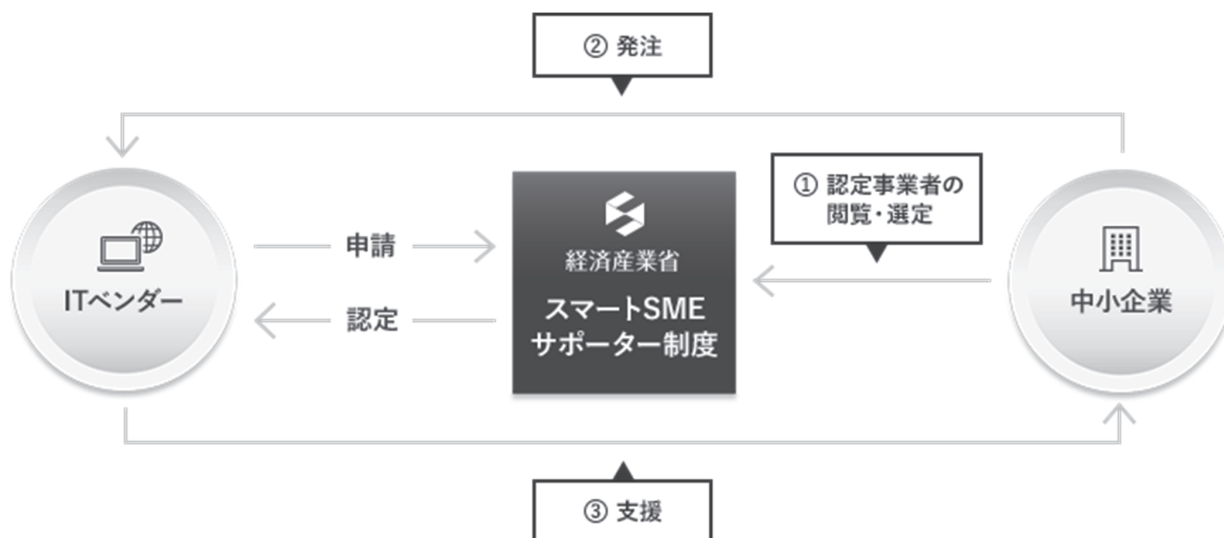 ② 発注
① 認定事業者の
閲覧・選定
申請
経済産業省
ITベンダー
スマートSME
サポーター制度
中小企業
認定
③ 支援